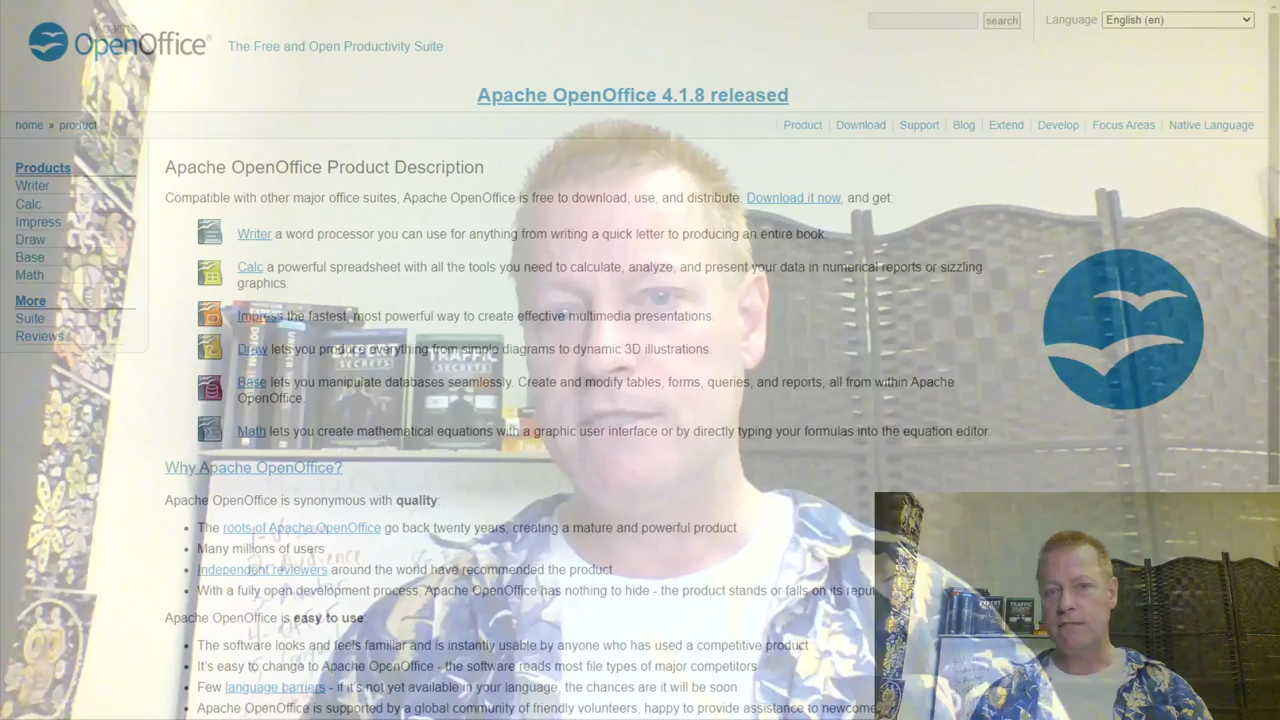 Apache
OpenOffice®
The Free and Open Productivity Suite
search
Language
English (en)
Apache OpenOffice 4.1.8 released
home » product
Product
Download
Support
Blog
Extend
Develop
Focus Areas
Native Language
Products
Writer
Calc
Impress
Draw
Base
Math
More
Suite
Reviews
Apache OpenOffice Product Description
Compatible with other major office suites, Apache OpenOffice is free to download, use, and distribute. Download it now, and get:
Writer a word processor you can use for anything from writing a quick letter to producing an entire book.
Calc a powerful spreadsheet with all the tools you need to calculate, analyze, and present your data in numerical reports or sizzling
graphics.
Impress the fastest, most powerful way to create effective multimedia presentations.
Draw lets you produce everything from simple diagrams to dynamic 3D illustrations.
Base lets you manipulate databases seamlessly. Create and modify tables, forms, queries, and reports, all from within Apache
OpenOffice.
Math lets you create mathematical equations with a graphic user interface or by directly typing your formulas into the equation editor.
EXPERT
SECRETS
TRAFFIC
SECRETS
Why Apache OpenOffice?
Apache OpenOffice is synonymous with quality:
The roots of Apache OpenOffice go back twenty years, creating a mature and powerful product
Many millions of users
Independent reviewers around the world have recommended the product
With a fully open development process, Apache OpenOffice has nothing to hide - the product stands or falls on its reput
Apache OpenOffice is easy to use:
The software looks and feels familiar and is instantly usable by anyone who has used a competitive product
It's easy to change to Apache OpenOffice - the software reads most file types of major competitors
Few language barriers - if it's not yet available in your language, the chances are it will be soon
Apache OpenOffice is supported by a global community of friendly volunteers, happy to provide assistance to newcome
EXPERT
TRAFFIC